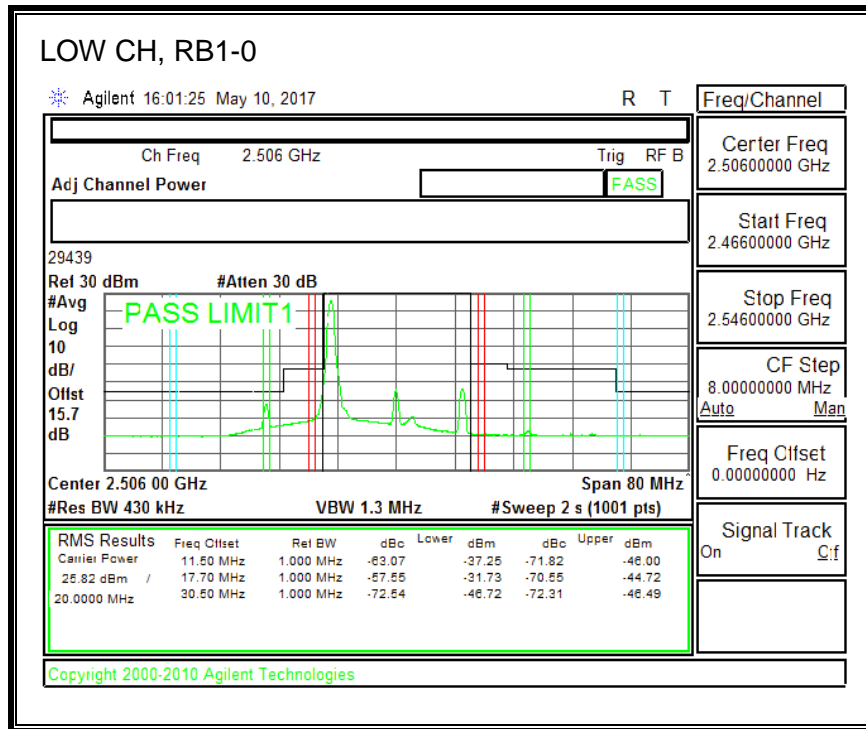 LOW CH, RB1-0
Agilent 16:01:25 May 10, 2017 R T
Ch Freq 2.506 GHz Trig RF B
Adj Channel Power PASS
29439
Ref 30 dBm #Atten 30 dB
#Avg
Log
10
dB/
Offst
15.7
dB
PASS LIMIT1
Center 2.506 00 GHz Span 80 MHz
#Res BW 430 kHz VBW 1.3 MHz #Sweep 2 s (1001 pts)
RMS Results Freq Offset Ref BW dBc Lower dBm dBc Upper dBm
Carrier Power 11.50 MHz 1.000 MHz -63.07 -37.25 -71.82 -46.00
25.82 dBm / 17.70 MHz 1.000 MHz -57.55 -31.73 -70.55 -44.72
20.0000 MHz 30.50 MHz 1.000 MHz -72.54 -46.72 -72.31 -46.49
Copyright 2000-2010 Agilent Technologies
Freq/Channel
Center Freq
2.50600000 GHz
Start Freq
2.46600000 GHz
Stop Freq
2.54600000 GHz
CF Step
8.00000000 MHz
Auto Man
Freq Offset
0.00000000 Hz
Signal Track
On Off